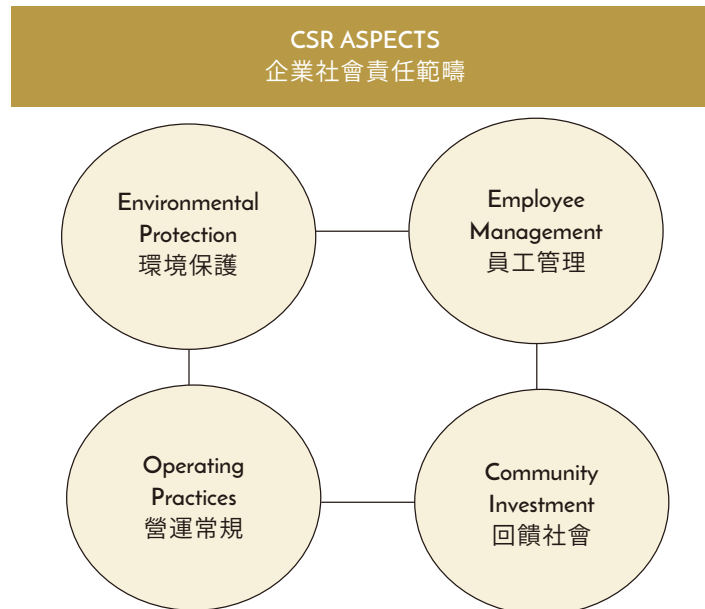 CSR ASPECTS
企業社會責任範疇
Environmental
Protection
環境保護
Employee
Management
員工管理
Operating
Practices
營運常規
Community
Investment
回饋社會